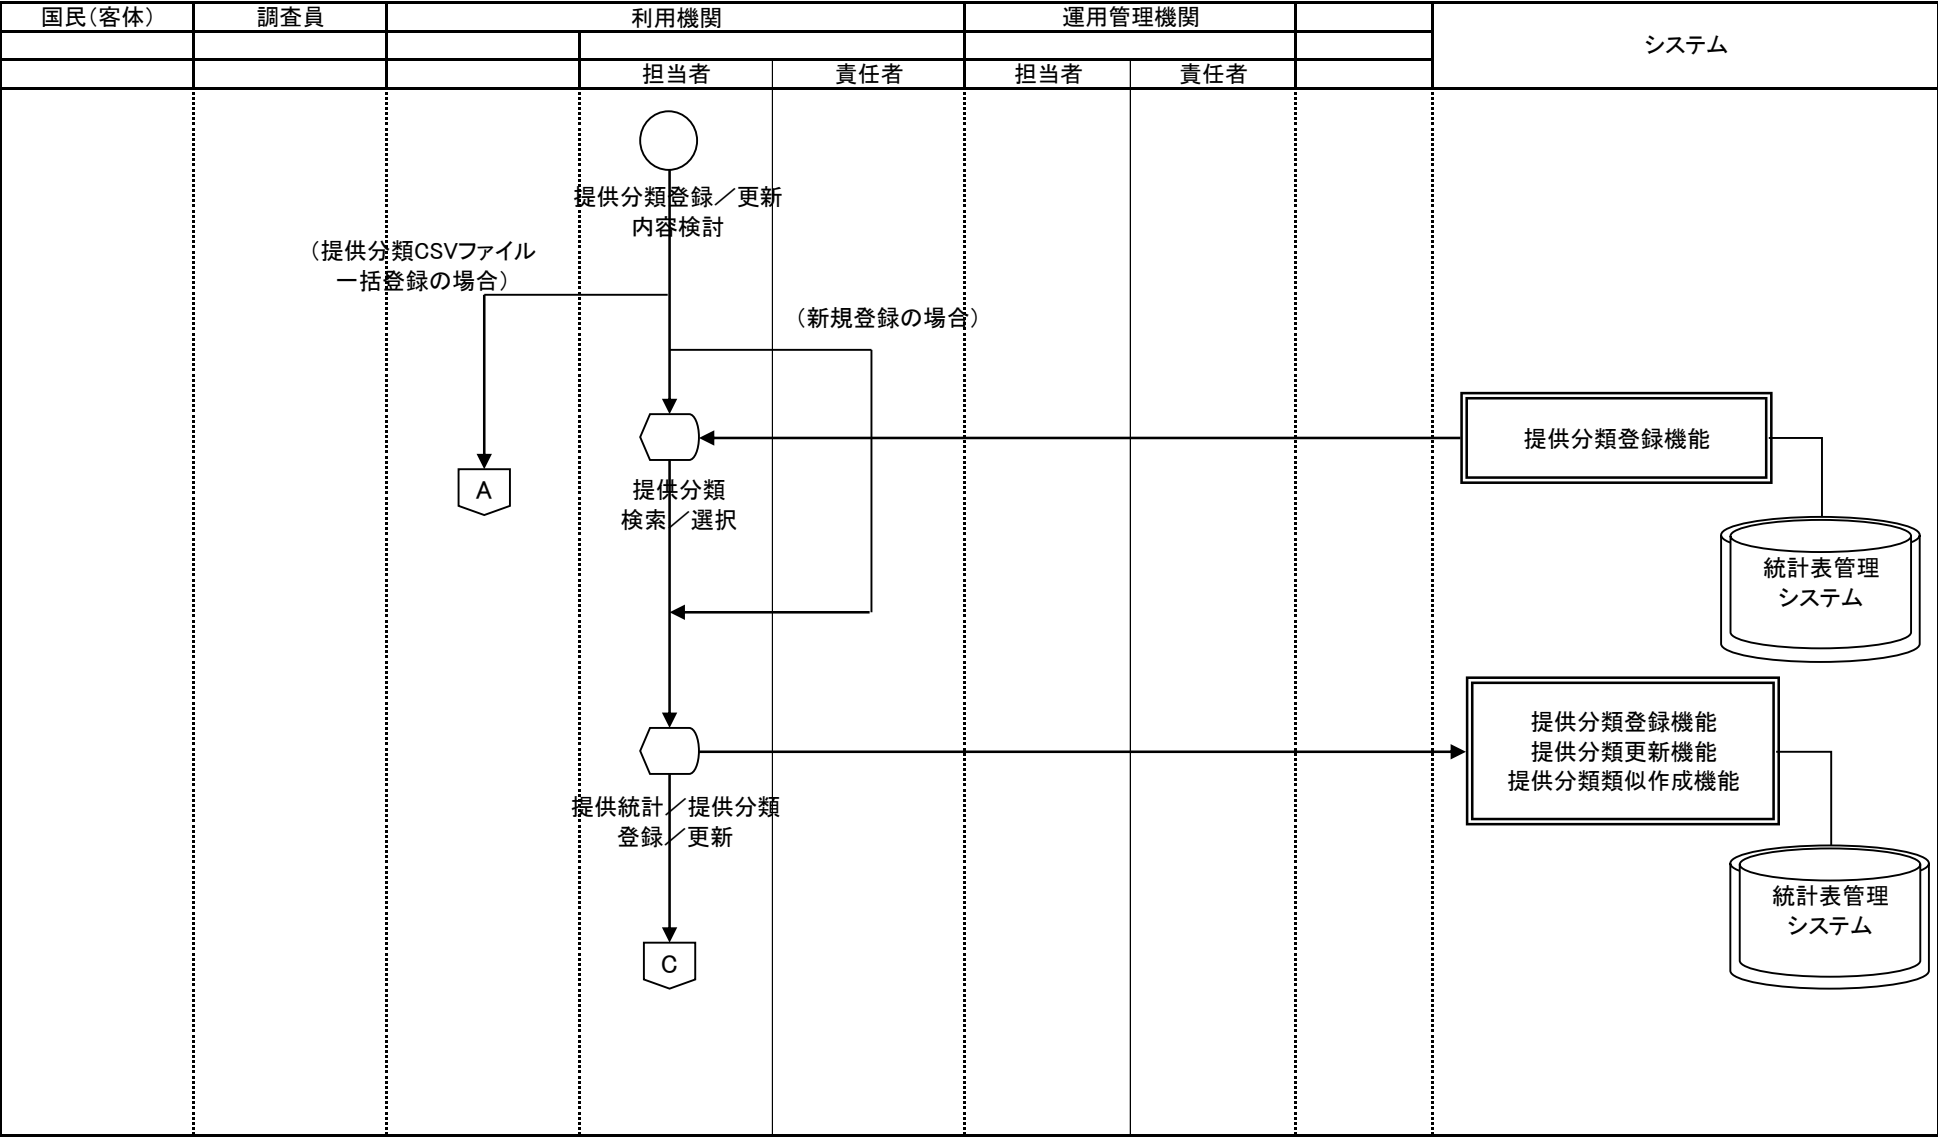 国民(客体)
調査員
利用機関
運用管理機関
システム
担当者
責任者
担当者
責任者
提供分類登録／更新
内容検討
（提供分類CSVファイル
一括登録の場合）
（新規登録の場合）
提供分類登録機能
A
提供分類
検索／選択
統計表管理
システム
提供分類登録機能
提供分類更新機能
提供分類類似作成機能
提供統計／提供分類
登録／更新
統計表管理
システム
C